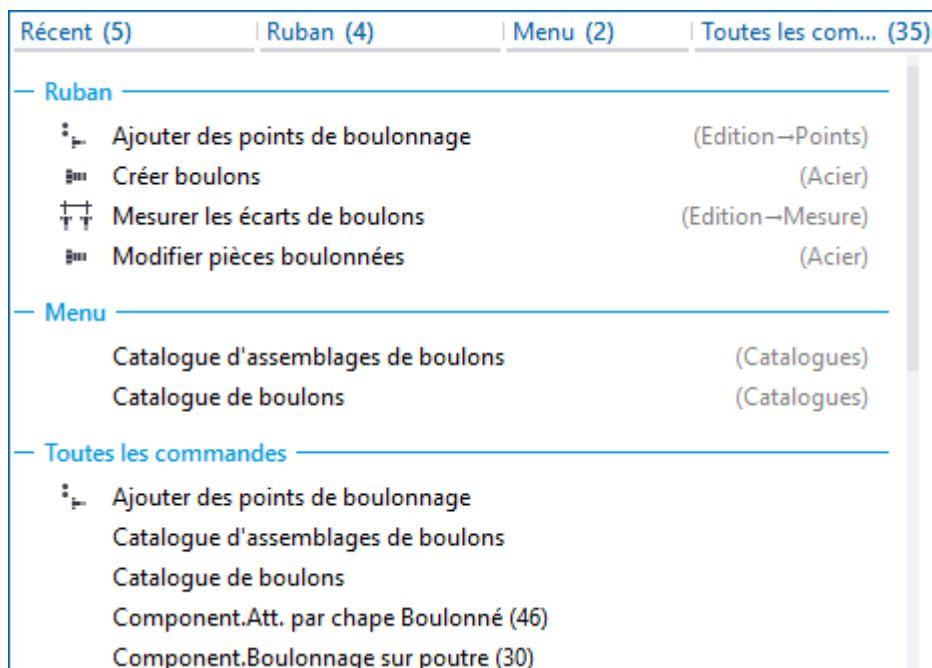 Récent (5) Ruban (4) Menu (2) Toutes les com... (35)
Ruban
Ajouter des points de boulonnage (Edition→Points)
Créer boulons (Acier)
Mesurer les écarts de boulons (Edition→Mesure)
Modifier pièces boulonnées (Acier)
Menu
Catalogue d'assemblages de boulons (Catalogues)
Catalogue de boulons (Catalogues)
Toutes les commandes
Ajouter des points de boulonnage
Catalogue d'assemblages de boulons
Catalogue de boulons
Component.Att. par chape Boulonné (46)
Component.Boulonnage sur poutre (30)